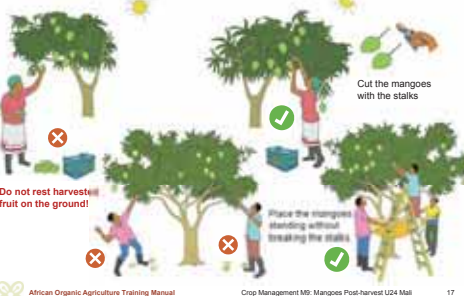 Cut the mangoes
with the stalks
Do not rest harvested
fruit on the ground!
Place the mangoes
standing without
breaking the stalks
African Organic Agriculture Training Manual
Crop Management M9: Mangoes Post-harvest U24 Mali
17